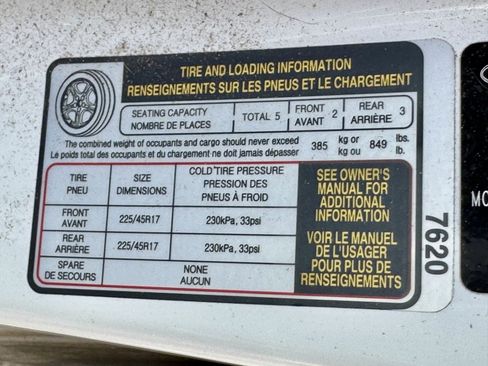 TIRE AND LOADING INFORMATION
RENSEIGNEMENTS SUR LES PNEUS ET LE CHARGEMENT
SEATING CAPACITY
NOMBRE DE PLACES
TOTAL 5
FRONT
AVANT
2
REAR
ARRIÈRE
3
The combined weight of occupants and cargo should never exceed
Le poids total des occupants et du chargement ne doit jamais dépasser
385
kg or
kg ou
849
lbs.
lb.
TIRE
PNEU
SIZE
DIMENSIONS
COLD TIRE PRESSURE
PRESSION DES
PNEUS À FROID
FRONT
AVANT
225/45R17
230kPa, 33psi
REAR
ARRIÈRE
225/45R17
230kPa, 33psi
SPARE
DE SECOURS
NONE
AUCUN
SEE OWNER'S
MANUAL FOR
ADDITIONAL
INFORMATION
VOIR LE MANUEL
DE L'USAGER
POUR PLUS DE
RENSEIGNEMENTS
7620
MO